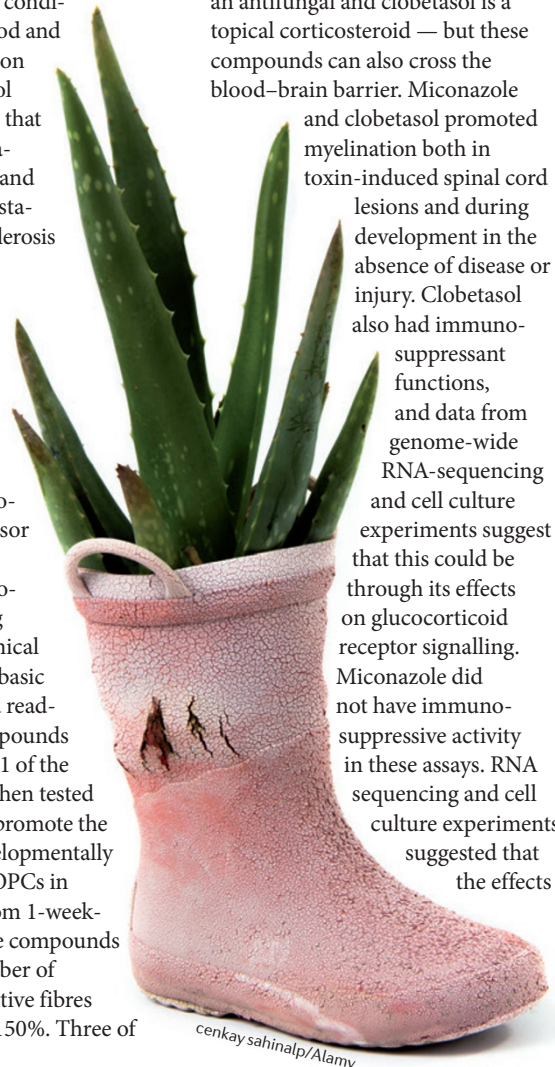 condi-
od and
on
ol
that
a-
and
sta-
lerosis
o-
sor
o-
g
nical
basic
read-
pounds
1 of the
hen tested
promote the
elopmentally
OPCs in
om 1-week-
e compounds
ber of
tive fibres
150%. Three of
an antifungal and clobetasol is a
topical corticosteroid — but these
compounds can also cross the
blood–brain barrier. Miconazole
and clobetasol promoted
myelination both in
toxin-induced spinal cord
lesions and during
development in the
absence of disease or
injury. Clobetasol
also had immuno-
suppressant
functions,
and data from
genome-wide
RNA-sequencing
and cell culture
experiments suggest
that this could be
through its effects
on glucocorticoid
receptor signalling.
Miconazole did
not have immuno-
suppressive activity
in these assays. RNA
sequencing and cell
culture experiments
suggested that
the effects
cenkay sahinalp/Alamy